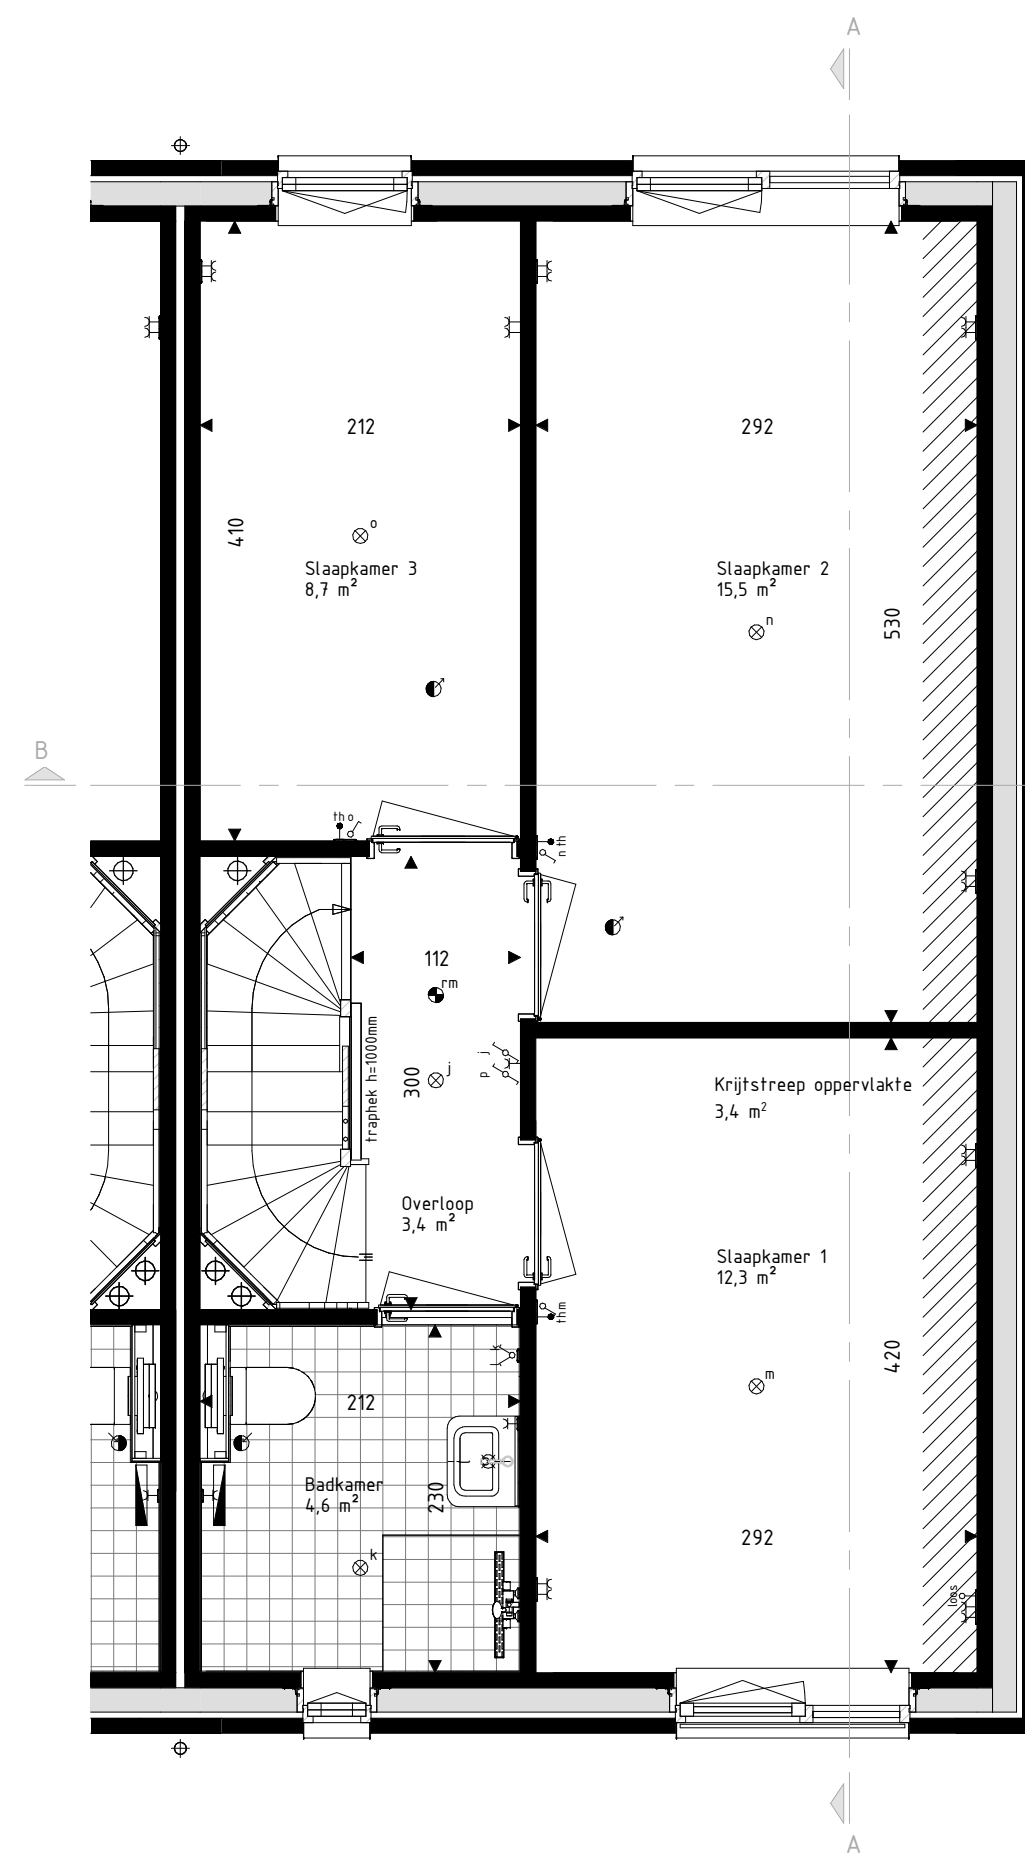 A
212
292
410
o
Slaapkamer 3
8,7 m²
Slaapkamer 2
15,5 m²
n
530
B
tho
n th
112
rm
traphek h=1000mm
300
j
p j
Krijtstreep oppervlakte
3,4 m²
Overloop
3,4 m²
Slaapkamer 1
12,3 m²
thm
420
m
212
Badkamer
4,6 m²
230
292
k
loos
A